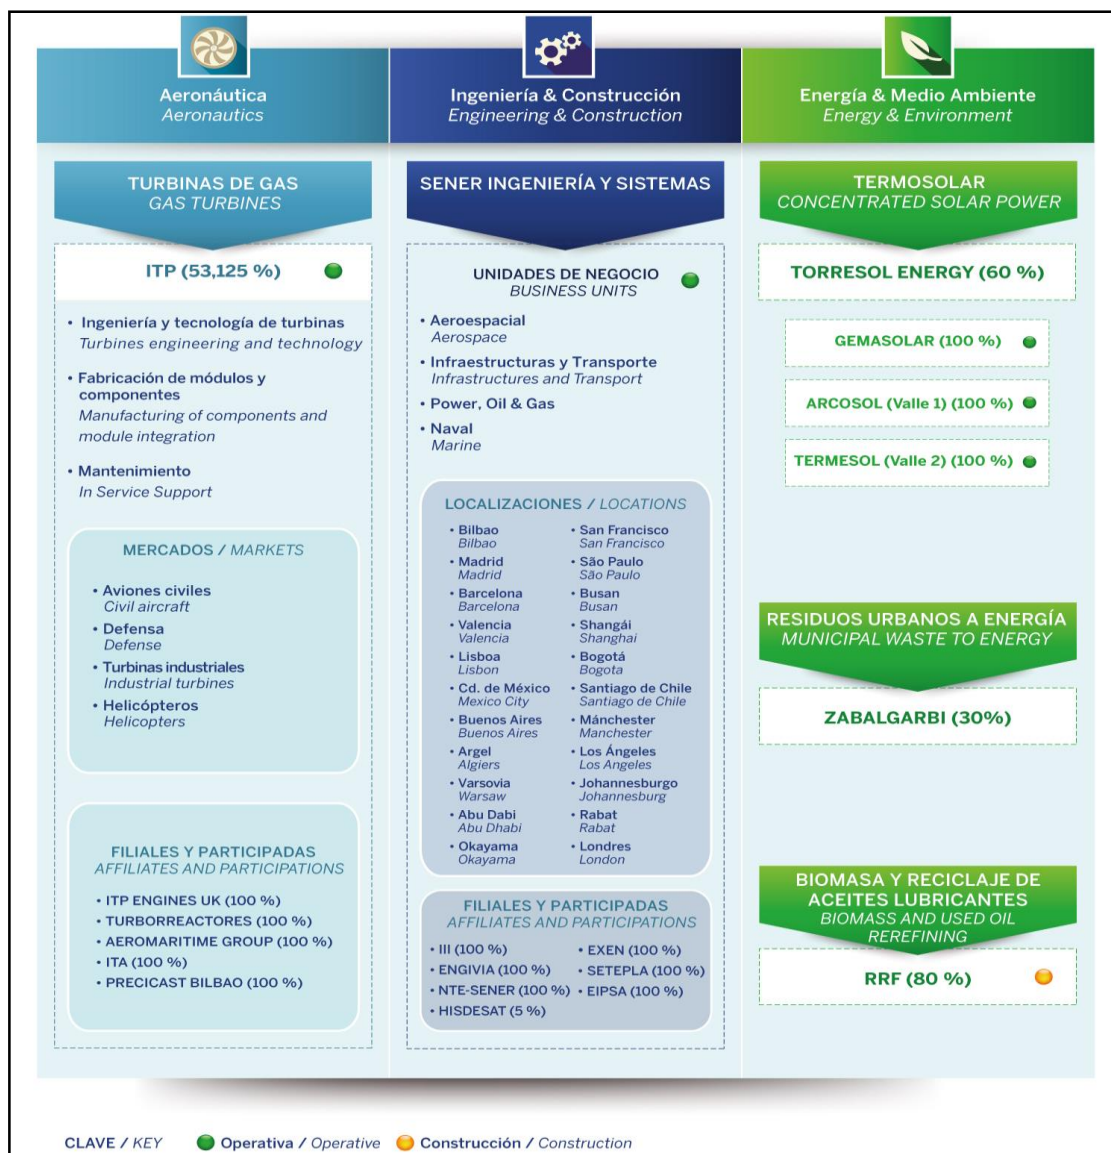 Aeronáutica
Aeronautics
TURBINAS DE GAS
GAS TURBINES
ITP (53,125 %)
• Ingeniería y tecnología de turbinas
Turbines engineering and technology
• Fabricación de módulos y
componentes
Manufacturing of components and
module integration
• Mantenimiento
In Service Support
MERCADOS / MARKETS
• Aviones civiles
Civil aircraft
• Defensa
Defense
• Turbinas industriales
Industrial turbines
• Helicópteros
Helicopters
FILIALES Y PARTICIPADAS
AFFILIATES AND PARTICIPATIONS
• ITP ENGINES UK (100 %)
• TURBORREACTORES (100 %)
• AEROMARITIME GROUP (100 %)
• ITA (100 %)
• PRECICAST BILBAO (100 %)
Ingeniería & Construcción
Engineering & Construction
SENER INGENIERÍA Y SISTEMAS
UNIDADES DE NEGOCIO
BUSINESS UNITS
• Aeroespacial
Aerospace
• Infraestructuras y Transporte
Infrastructures and Transport
• Power, Oil & Gas
• Naval
Marine
LOCALIZACIONES / LOCATIONS
• Bilbao
Bilbao
• Madrid
Madrid
• Barcelona
Barcelona
• Valencia
Valencia
• Lisboa
Lisbon
• Cd. de México
Mexico City
• Buenos Aires
Buenos Aires
• Argel
Algiers
• Varsovia
Warsaw
• Abu Dabi
Abu Dhabi
• Okayama
Okayama
• San Francisco
San Francisco
• São Paulo
São Paulo
• Busan
Busan
• Shangái
Shanghai
• Bogotá
Bogota
• Santiago de Chile
Santiago de Chile
• Mánchester
Manchester
• Los Ángeles
Los Angeles
• Johannesburgo
Johannesburg
• Rabat
Rabat
• Londres
London
FILIALES Y PARTICIPADAS
AFFILIATES AND PARTICIPATIONS
• III (100 %)
• ENGIVIA (100 %)
• NTE-SENER (100 %)
• HISDESAT (5 %)
• EXEN (100 %)
• SETEPLA (100 %)
• EIPSA (100 %)
Energía & Medio Ambiente
Energy & Environment
TERMOSOLAR
CONCENTRATED SOLAR POWER
TORRESOL ENERGY (60 %)
GEMASOLAR (100 %)
ARCOSOL (Valle 1) (100 %)
TERMESOL (Valle 2) (100 %)
RESIDUOS URBANOS A ENERGÍA
MUNICIPAL WASTE TO ENERGY
ZABALGARBI (30%)
BIOMASA Y RECICLAJE DE
ACEITES LUBRICANTES
BIOMASS AND USED OIL
REREFINING
RRF (80 %)
CLAVE / KEY
Operativa / Operative
Construcción / Construction